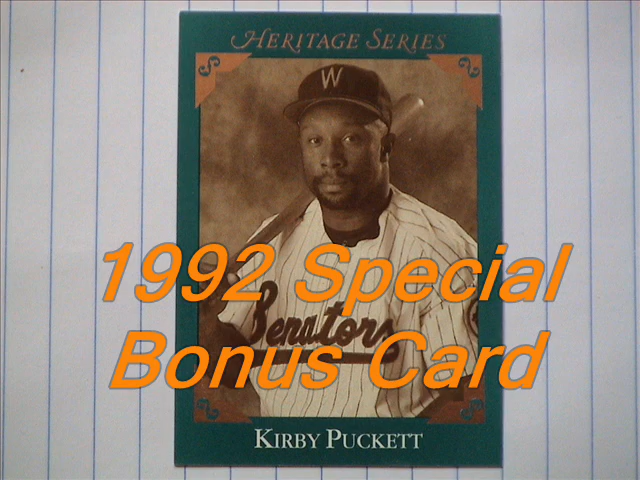 HERITAGE SERIES
W
1992 Special
Senators
Bonus Card
KIRBY PUCKETT